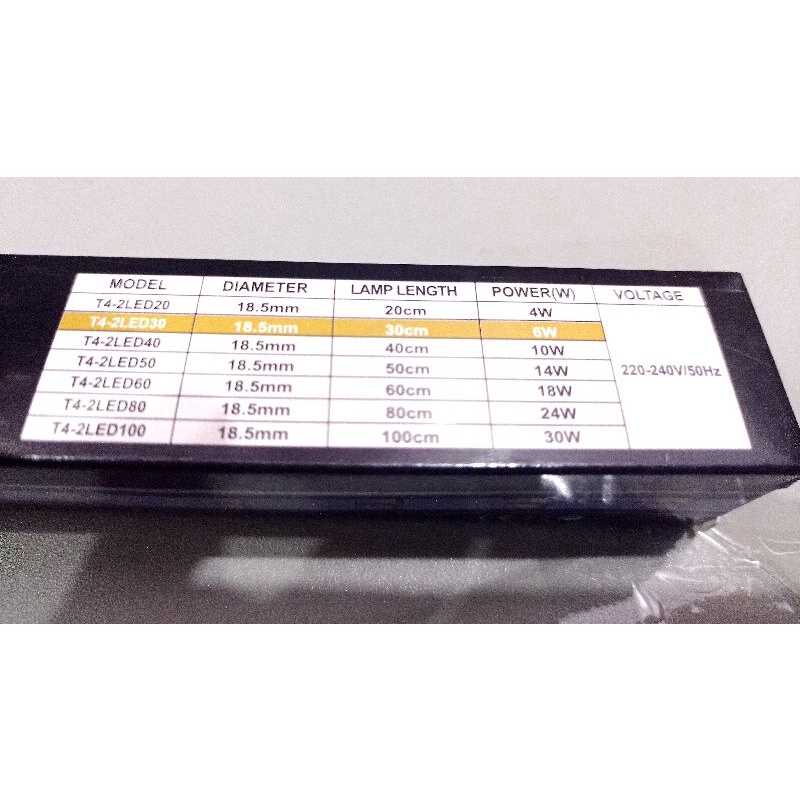 MODEL DIAMETER LAMP LENGTH POWER(W) VOLTAGE
T4-2LED20 18.5mm 20cm 4W
T4-2LED30 18.5mm 30cm 6W
T4-2LED40 18.5mm 40cm 10W
T4-2LED50 18.5mm 50cm 14W 220-240V/50Hz
T4-2LED60 18.5mm 60cm 18W
T4-2LED80 18.5mm 80cm 24W
T4-2LED100 18.5mm 100cm 30W